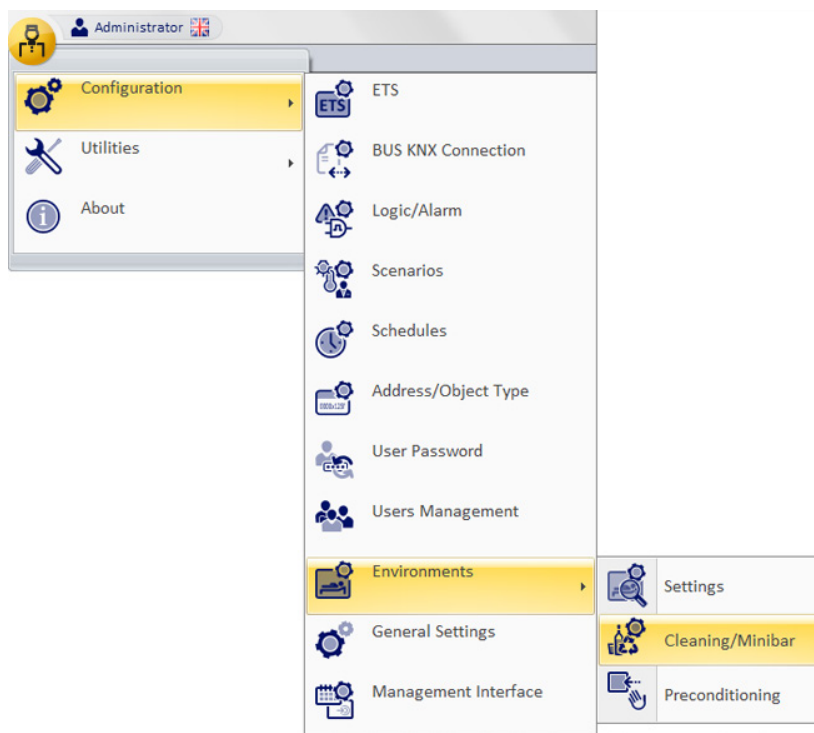 Administrator
Configuration
Utilities
About
ETS
ETS
BUS KNX Connection
Logic/Alarm
Scenarios
Schedules
Address/Object Type
User Password
Users Management
Environments
General Settings
Management Interface
Settings
Cleaning/Minibar
Preconditioning